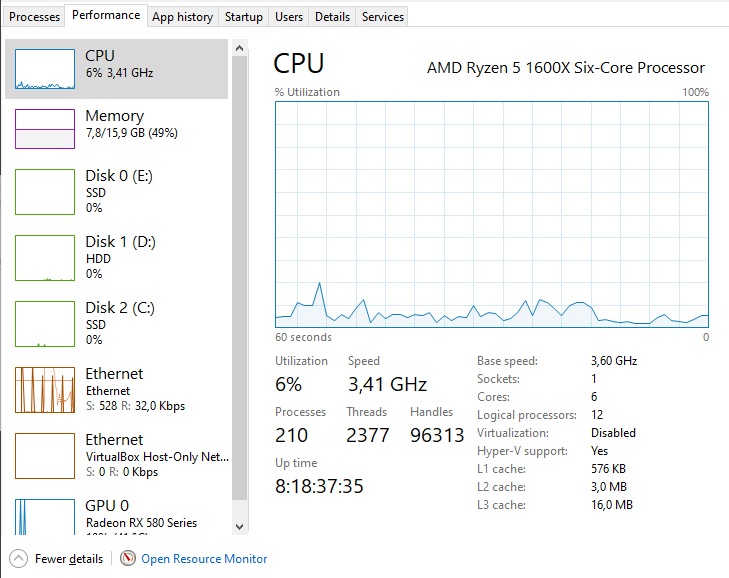 Processes Performance App history Startup Users Details Services
CPU
6% 3,41 GHz
Memory
7,8/15,9 GB (49%)
Disk 0 (E:)
SSD
0%
Disk 1 (D:)
HDD
0%
Disk 2 (C:)
SSD
0%
Ethernet
Ethernet
S: 528 R: 32,0 Kbps
Ethernet
VirtualBox Host-Only Net...
S: 0 R: 0 Kbps
GPU 0
Radeon RX 580 Series
CPU AMD Ryzen 5 1600X Six-Core Processor
% Utilization 100%
60 seconds 0
Utilization Speed
6% 3,41 GHz
Processes Threads Handles
210 2377 96313
Up time
8:18:37:35
Base speed: 3,60 GHz
Sockets: 1
Cores: 6
Logical processors: 12
Virtualization: Disabled
Hyper-V support: Yes
L1 cache: 576 KB
L2 cache: 3,0 MB
L3 cache: 16,0 MB
Fewer details Open Resource Monitor